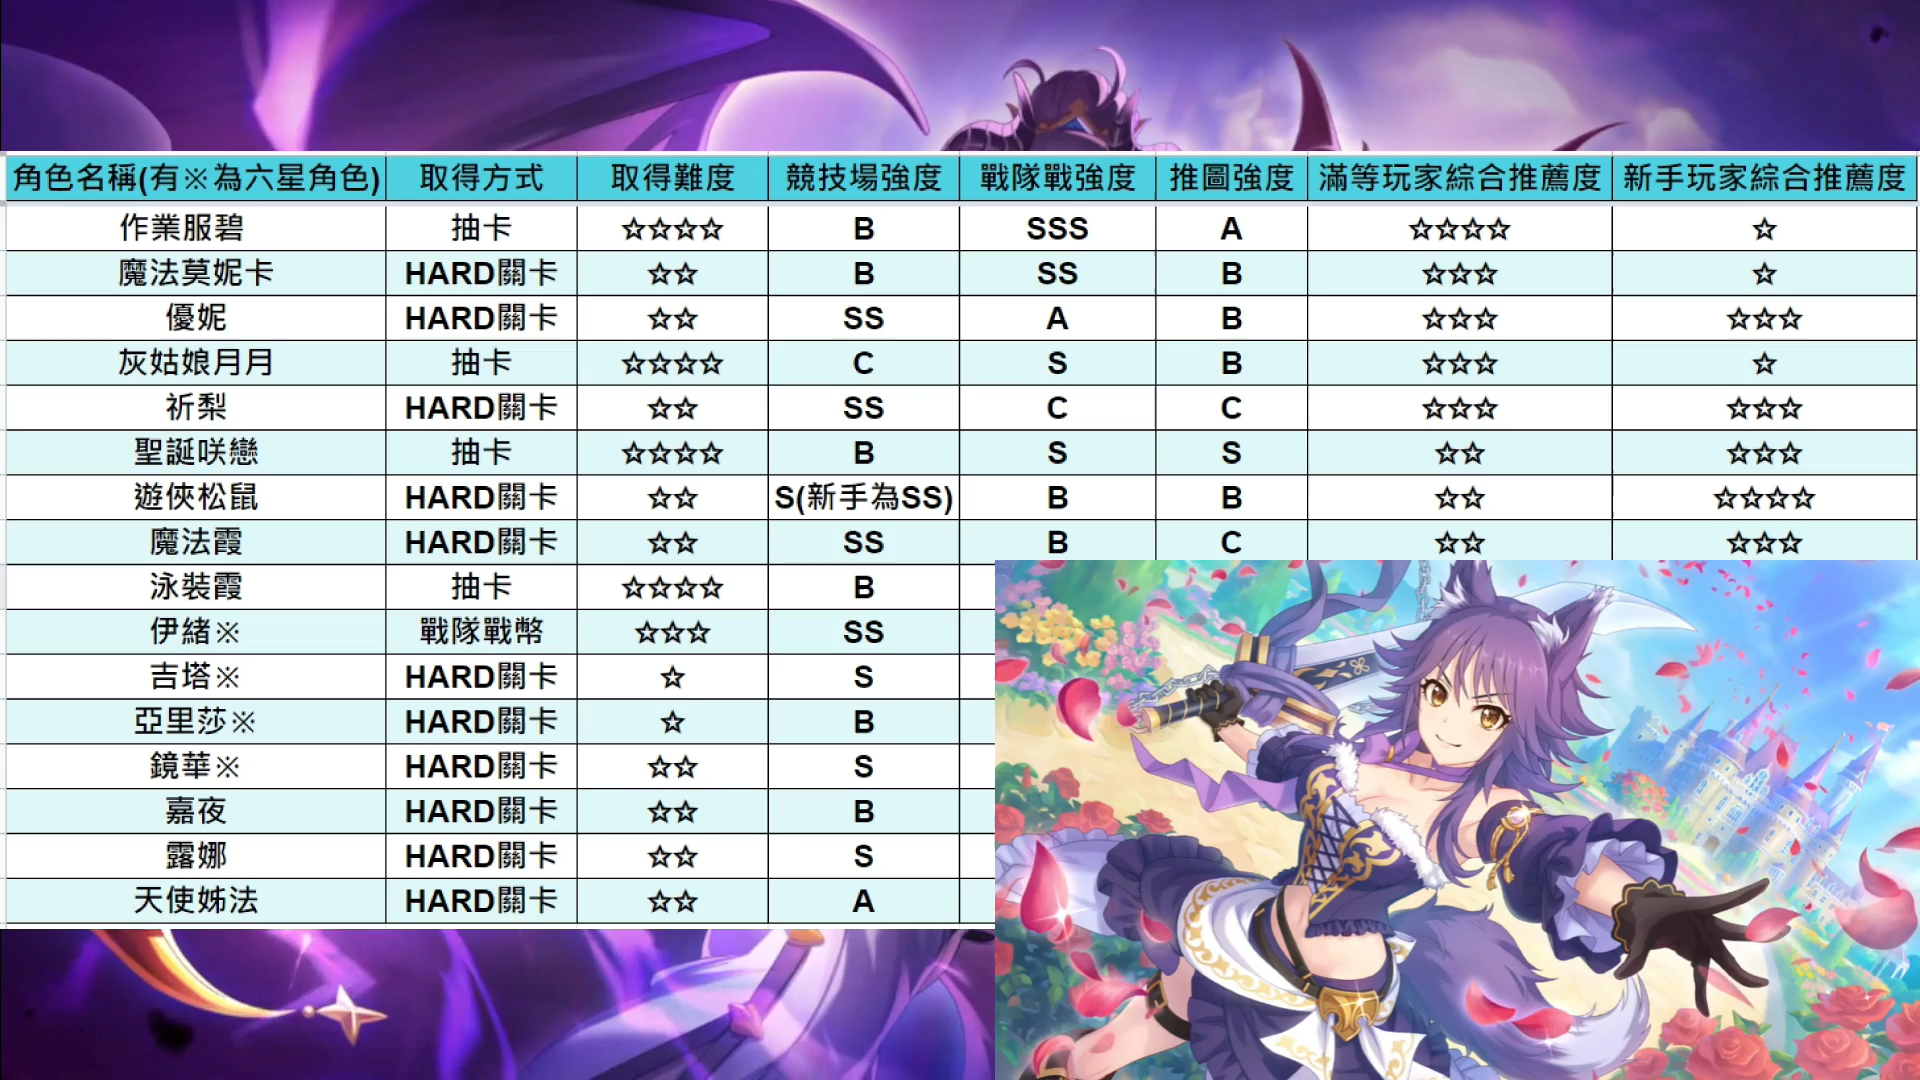 角色名稱(有※為六星角色) 取得方式 取得難度 競技場強度 戰隊戰強度 推圖強度 滿等玩家綜合推薦度 新手玩家綜合推薦度
作業服碧 抽卡 ☆☆☆☆ B SSS A ☆☆☆☆ ☆
魔法莫妮卡 HARD關卡 ☆☆ B SS B ☆☆☆ ☆
優妮 HARD關卡 ☆☆ SS A B ☆☆☆ ☆☆☆
灰姑娘月月 抽卡 ☆☆☆☆ C S B ☆☆☆ ☆
祈梨 HARD關卡 ☆☆ SS C C ☆☆☆ ☆☆☆
聖誕咲戀 抽卡 ☆☆☆☆ B S S ☆☆ ☆☆☆
遊俠松鼠 HARD關卡 ☆☆ S(新手為SS) B B ☆☆ ☆☆☆☆
魔法霞 HARD關卡 ☆☆ SS B C ☆☆ ☆☆☆
泳裝霞 抽卡 ☆☆☆☆ B
伊緒※ 戰隊戰幣 ☆☆☆ SS
吉塔※ HARD關卡 ☆ S
亞里莎※ HARD關卡 ☆ B
鏡華※ HARD關卡 ☆☆ S
嘉夜 HARD關卡 ☆☆ B
露娜 HARD關卡 ☆☆ S
天使姊法 HARD關卡 ☆☆ A